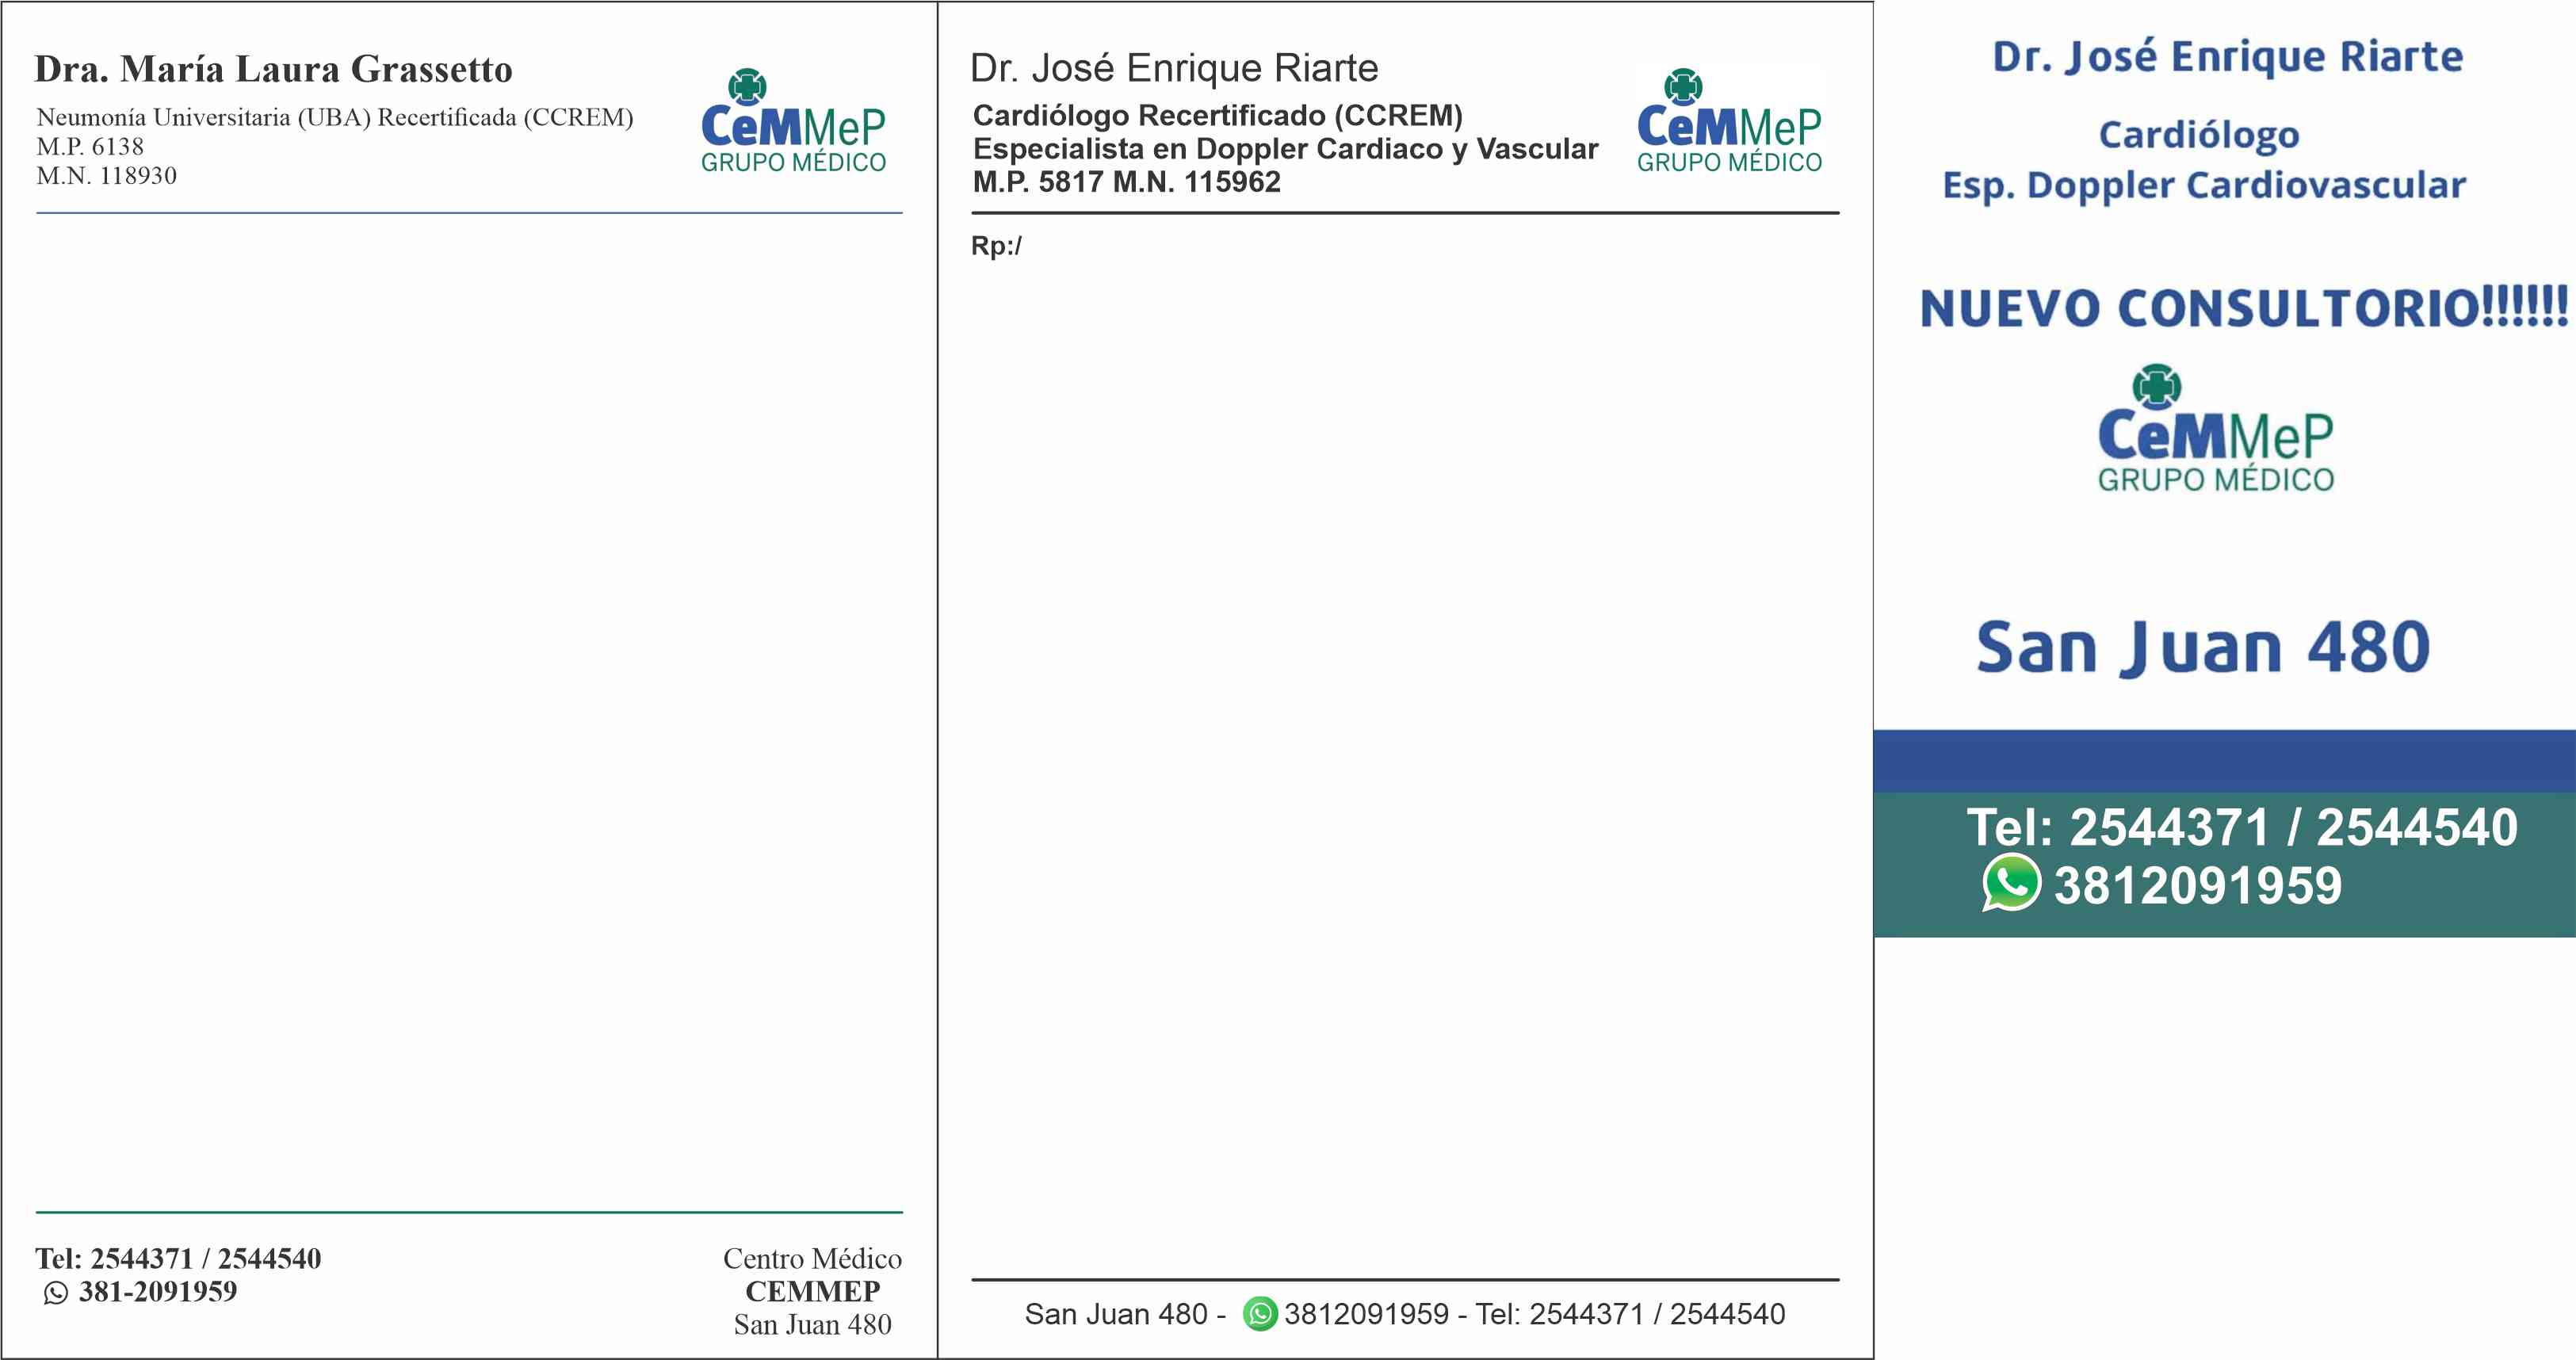 Dra. María Laura Grassetto
Neumonía Universitaria (UBA) Recertificada (CCREM)
M.P. 6138
M.N. 118930
CeMMeP
GRUPO MÉDICO
Tel: 2544371 / 2544540
381-2091959
Centro Médico
CEMMEP
San Juan 480
Dr. José Enrique Riarte
Cardiólogo Recertificado (CCREM)
Especialista en Doppler Cardiaco y Vascular
M.P. 5817 M.N. 115962
CeMMeP
GRUPO MÉDICO
Rp:/
San Juan 480 - 3812091959 - Tel: 2544371 / 2544540
Dr. José Enrique Riarte
Cardiólogo
Esp. Doppler Cardiovascular
NUEVO CONSULTORIO!!!!!!
CeMMeP
GRUPO MÉDICO
San Juan 480
Tel: 2544371 / 2544540
3812091959